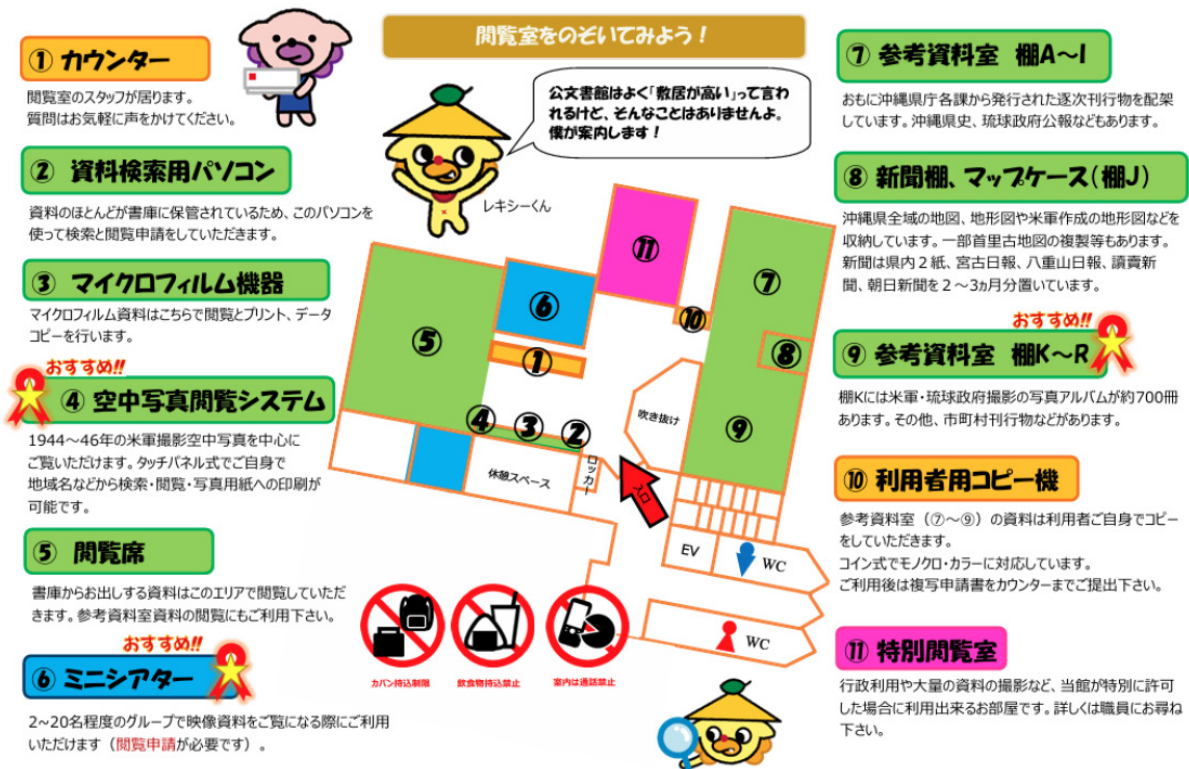 閲覧室をのぞいてみよう！
公文書館はよく「敷居が高い」って言わ
れるけど、そんなことはありませんよ。
僕が案内します！
レキシーくん
① カウンター
閲覧室のスタッフが居ります。
質問はお気軽に声をかけてください。
② 資料検索用パソコン
資料のほとんどが書庫に保管されているため、このパソコンを
使って検索と閲覧申請をしていただきます。
③ マイクロフィルム機器
マイクロフィルム資料はこちらで閲覧とプリント、データ
コピーを行います。
おすすめ!!
④ 空中写真閲覧システム
1944～46年の米軍撮影空中写真を中心に
ご覧いただけます。タッチパネル式でご自身で
地域名などから検索・閲覧・写真用紙への印刷が
可能です。
⑤ 閲覧席
書庫からお出しする資料はこのエリアで閲覧していただ
きます。参考資料室資料の閲覧にもご利用下さい。
おすすめ!!
⑥ ミニシアター
2～20名程度のグループで映像資料をご覧になる際にご利用
いただけます（閲覧申請が必要です）。
⑪
⑦
⑥
⑩
⑤
⑧
①
吹き抜け
④
③
②
⑨
休憩スペース
ロッカー
入口
EV
WC
WC
カバン持込制限
飲食物持込禁止
室内は通話禁止
⑦ 参考資料室 棚A～I
おもに沖縄県庁各課から発行された逐次刊行物を配架
しています。沖縄県史、琉球政府公報などもあります。
⑧ 新聞棚、マップケース（棚J）
沖縄県全域の地図、地形図や米軍作成の地形図などを
収納しています。一部首里古地図の複製等もあります。
新聞は県内２紙、宮古日報、八重山日報、讀賣新
聞、朝日新聞を２～3ヵ月分置いています。
おすすめ!!
⑨ 参考資料室 棚K～R
棚Kには米軍・琉球政府撮影の写真アルバムが約700冊
あります。その他、市町村刊行物などがあります。
⑩ 利用者用コピー機
参考資料室（⑦～⑨）の資料は利用者ご自身でコピー
をしていただきます。
コイン式でモノクロ・カラーに対応しています。
ご利用後は複写申請書をカウンターまでご提出下さい。
⑪ 特別閲覧室
行政利用や大量の資料の撮影など、当館が特別に許可
した場合に利用出来るお部屋です。詳しくは職員にお尋ね
下さい。